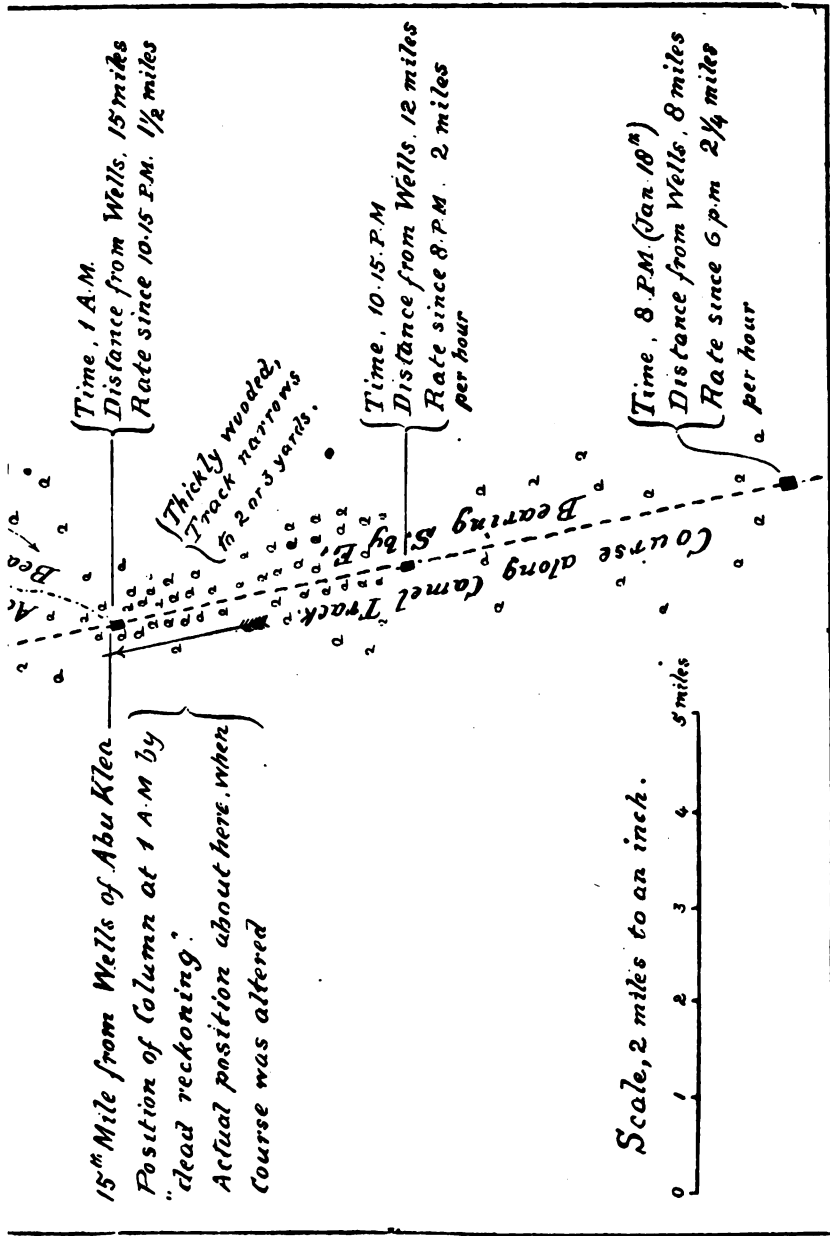 {Time, 1 A.M.
Distance from Wells, 15 miles
Rate since 10·15 P.M. 1½ miles
{Thickly wooded,
Track narrows
to 2 or 3 yards.
{Time, 10·15 P.M
Distance from Wells, 12 miles
Rate since 8 P.M. 2 miles
per hour
{Time, 8 P.M. (Jan 18th)
Distance from Wells, 8 miles
Rate since 6 p.m 2¼ miles
per hour
Bearing S. by E.
Course along Camel Track.
15th Mile from Wells of Abu Klea
Position of Column at 1 A.M by
"dead reckoning".
Actual position about here, when
Course was altered
Scale, 2 miles to an inch.
0 1 2 3 4 5 miles